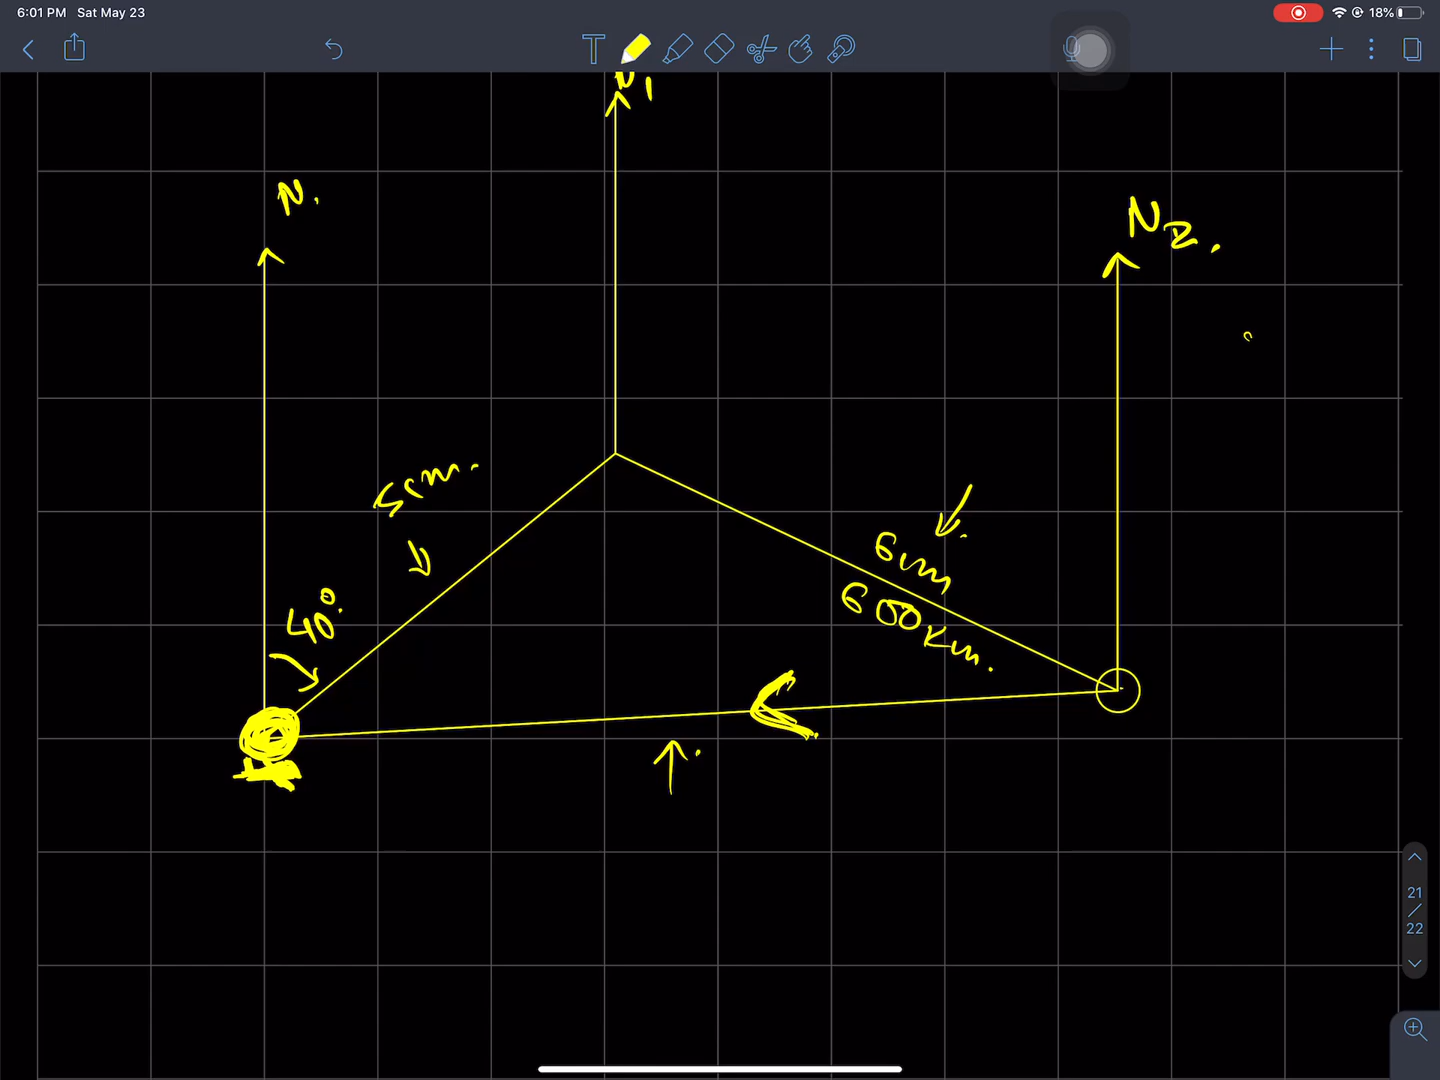 6:01 PM Sat May 23
18%
T
N.
N2.
5cm.
40°
6cm
600km.
21
22